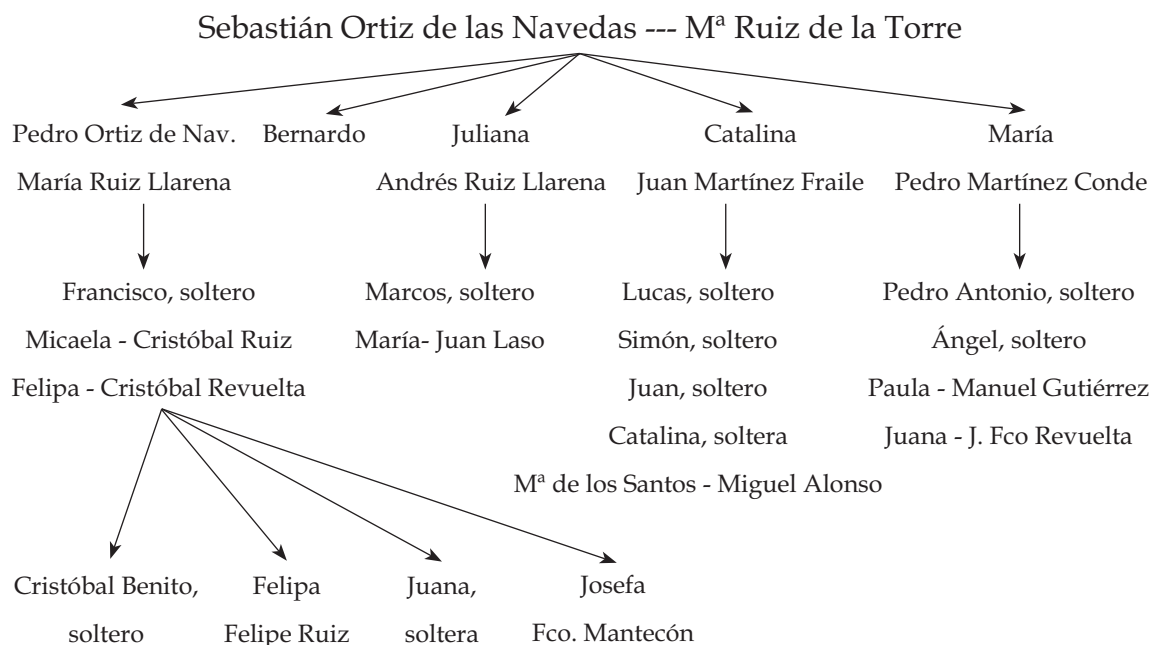 Sebastián Ortiz de las Navedas --- Mª Ruiz de la Torre
Pedro Ortiz de Nav. Bernardo Juliana Catalina María
María Ruiz Llarena Andrés Ruiz Llarena Juan Martínez Fraile Pedro Martínez Conde
Francisco, soltero Marcos, soltero Lucas, soltero Pedro Antonio, soltero
Micaela - Cristóbal Ruiz María- Juan Laso Simón, soltero Ángel, soltero
Felipa - Cristóbal Revuelta Juan, soltero Paula - Manuel Gutiérrez
Catalina, soltera Juana - J. Fco Revuelta
Mª de los Santos - Miguel Alonso
Cristóbal Benito, Felipa Juana, Josefa
soltero Felipe Ruiz soltera Fco. Mantecón